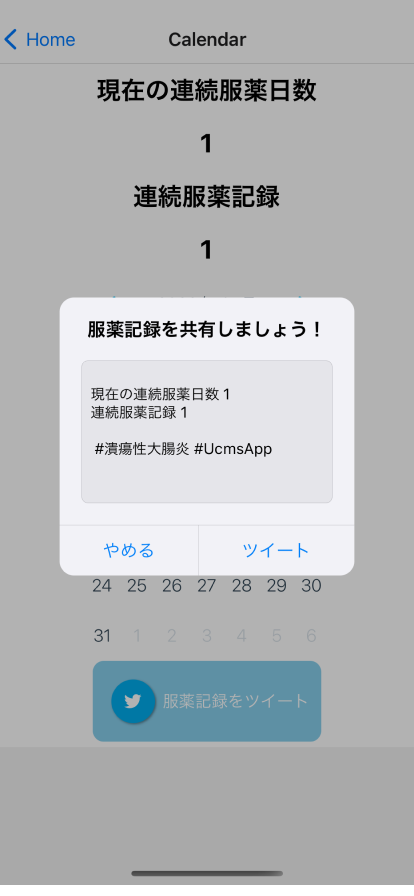 Home
Calendar
現在の連続服薬日数
1
連続服薬記録
1
服薬記録を共有しましょう！
現在の連続服薬日数 1
連続服薬記録 1
#潰瘍性大腸炎 #UcmsApp
やめる
ツイート
24 25 26 27 28 29 30
31 1 2 3 4 5 6
服薬記録をツイート